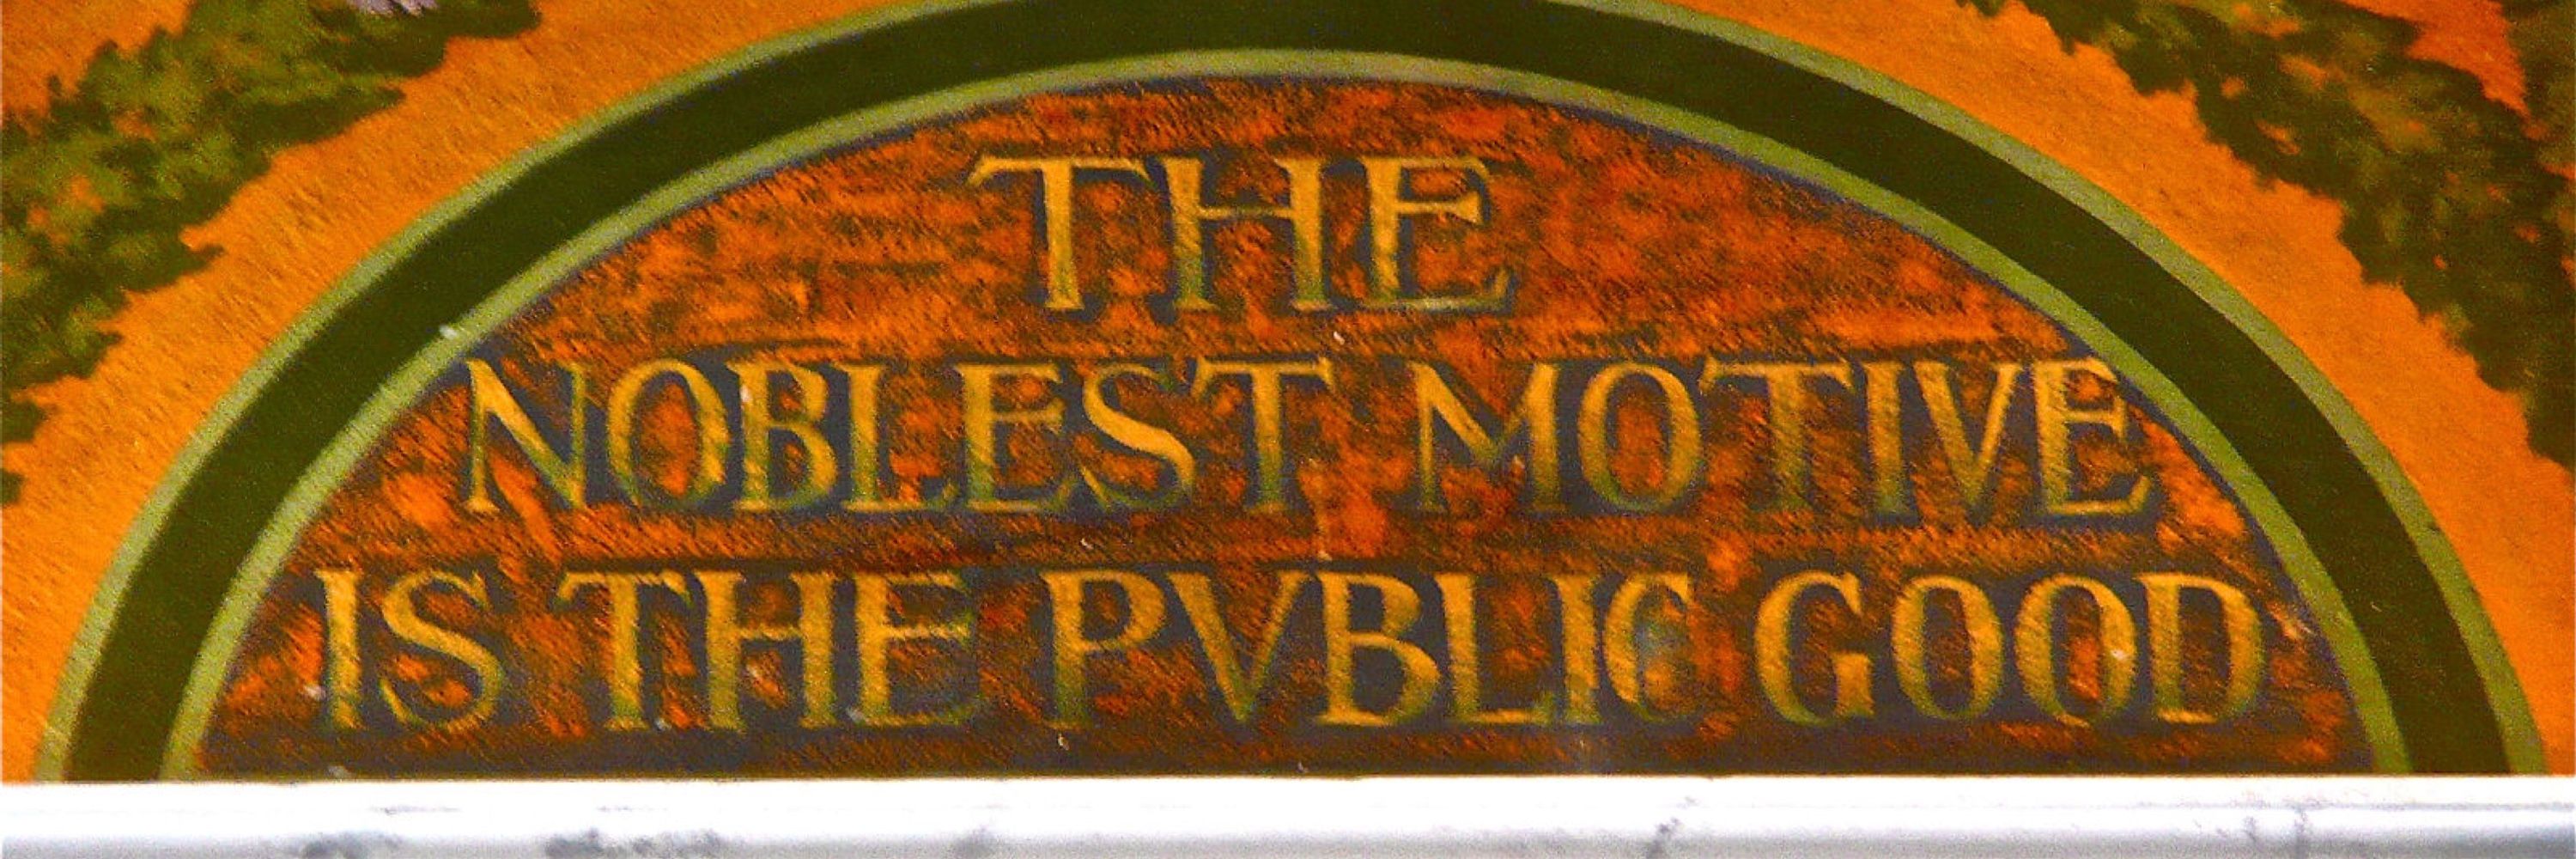 THE
NOBLEST MOTIVE
IS THE PVBLIC GOOD